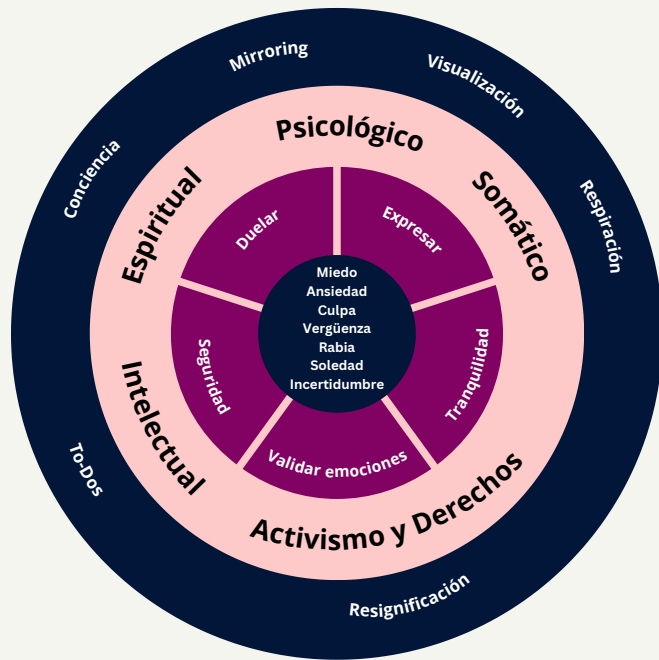 Mirroring
Visualización
Respiración
Resignificación
To-Dos
Conciencia
Psicológico
Somático
Activismo y Derechos
Intelectual
Espiritual
Duelar
Expresar
Tranquilidad
Validar emociones
Seguridad
Miedo
Ansiedad
Culpa
Vergüenza
Rabia
Soledad
Incertidumbre